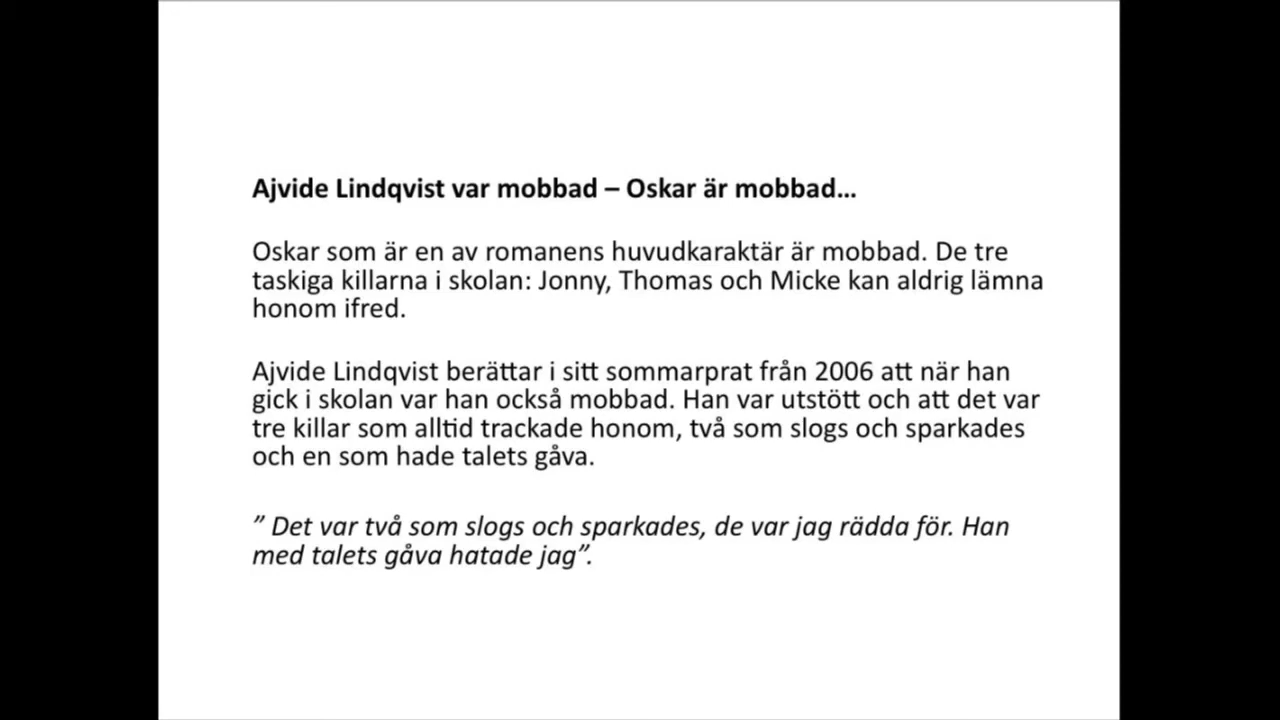 Ajvide Lindqvist var mobbad – Oskar är mobbad...
Oskar som är en av romanens huvudkaraktär är mobbad. De tre
taskiga killarna i skolan: Jonny, Thomas och Micke kan aldrig lämna
honom ifred.
Ajvide Lindqvist berättar i sitt sommarprat från 2006 att när han
gick i skolan var han också mobbad. Han var utstött och att det var
tre killar som alltid trackade honom, två som slogs och sparkades
och en som hade talets gåva.
” Det var två som slogs och sparkades, de var jag rädda för. Han
med talets gåva hatade jag”.